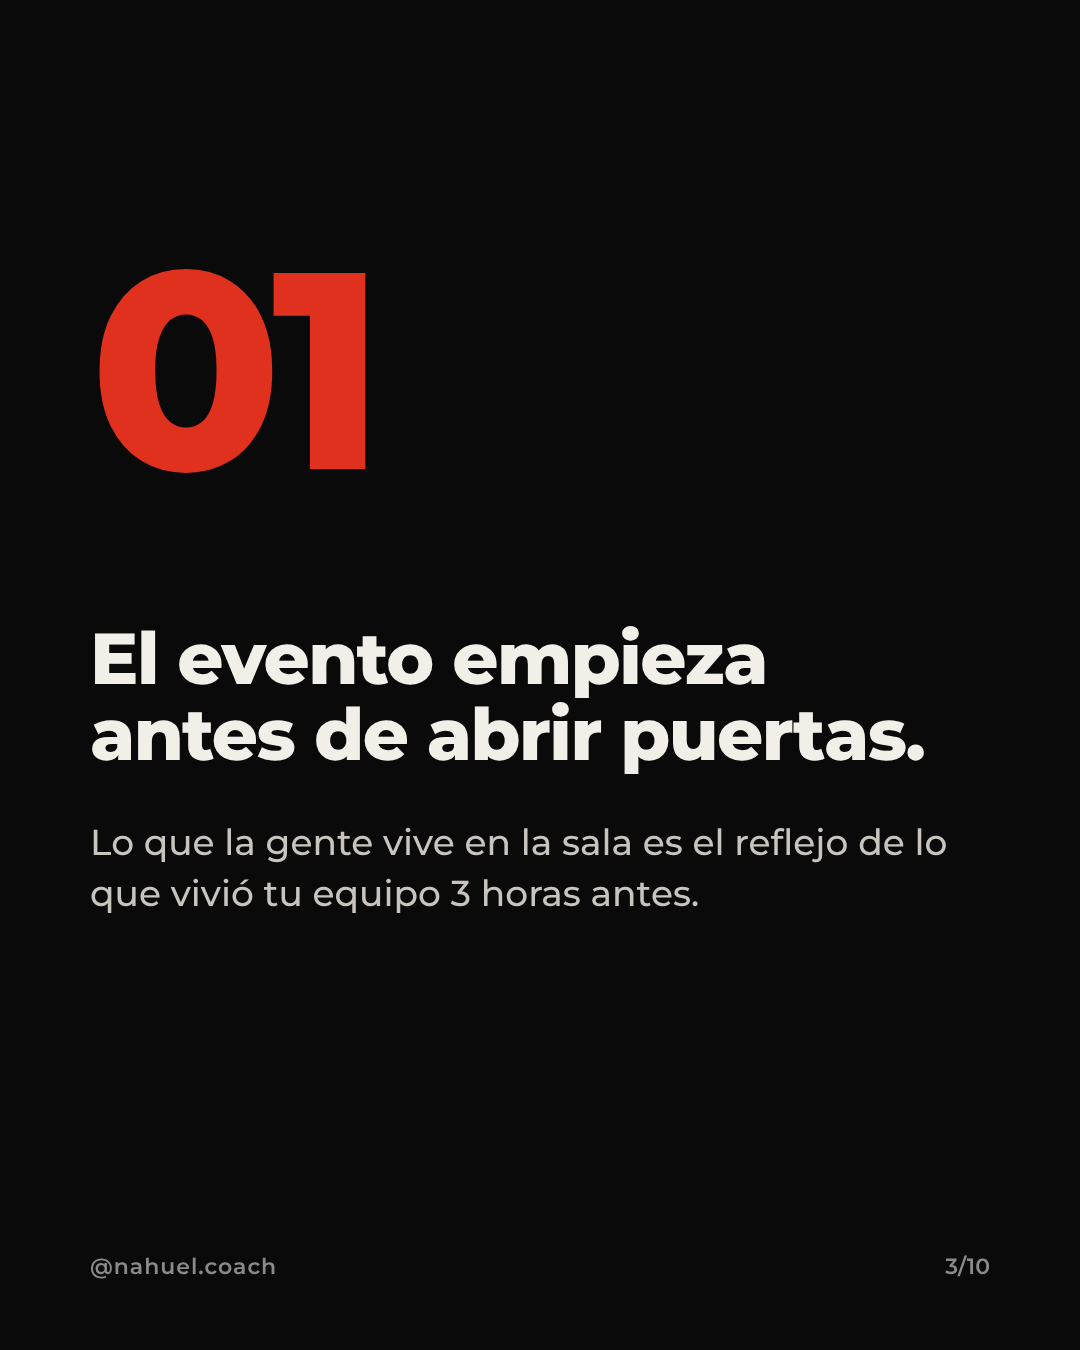 01
El evento empieza
antes de abrir puertas.
Lo que la gente vive en la sala es el reflejo de lo
que vivió tu equipo 3 horas antes.
@nahuel.coach
3/10